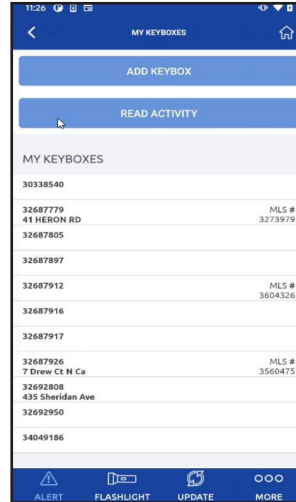 11:26
MY KEYBOXES
ADD KEYBOX
READ ACTIVITY
MY KEYBOXES
30338540
32687779 MLS #
41 HERON RD 3273979
32687805
32687897
32687912 MLS #
3604326
32687916
32687917
32687926 MLS #
7 Drew Ct N Ca 3560475
32692808
435 Sheridan Ave
32692950
34049186
ALERT FLASHLIGHT UPDATE MORE